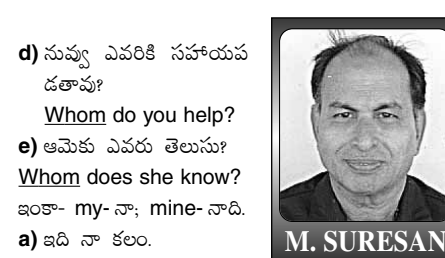 d) నువ్వు ఎవరికి సహాయప
డతావు?
Whom do you help?
e) ఆమెకు ఎవరు తెలుసు?
Whom does she know?
ఇంకా- my- నా; mine- నాది.
a) ఇది నా కలం.
M. SURESAN